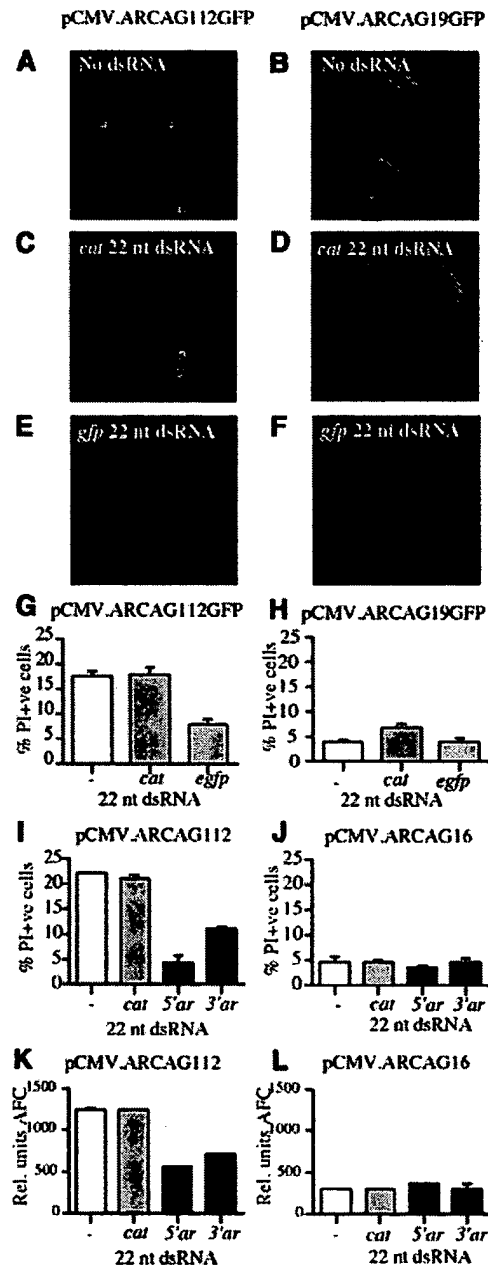 pCMV.ARCAG112GFP pCMV.ARCAG19GFP
A B
No dsRNA No dsRNA
C D
cat 22 nt dsRNA cat 22 nt dsRNA
E F
gfp 22 nt dsRNA gfp 22 nt dsRNA
G H
pCMV.ARCAG112GFP pCMV.ARCAG19GFP
% PI+ve cells
25
20
15
10
5
0
- cat egfp
22 nt dsRNA
% PI+ve cells
25
20
15
10
5
0
- cat egfp
22 nt dsRNA
I J
pCMV.ARCAG112 pCMV.ARCAG16
% PI+ve cells
25
20
15
10
5
0
- cat 5'ar 3'ar
22 nt dsRNA
% PI+ve cells
25
20
15
10
5
0
- cat 5'ar 3'ar
22 nt dsRNA
K L
pCMV.ARCAG112 pCMV.ARCAG16
Rel. units AFC
1500
1000
500
0
- cat 5'ar 3'ar
22 nt dsRNA
Rel. units AFC
1500
1000
500
0
- cat 5'ar 3'ar
22 nt dsRNA